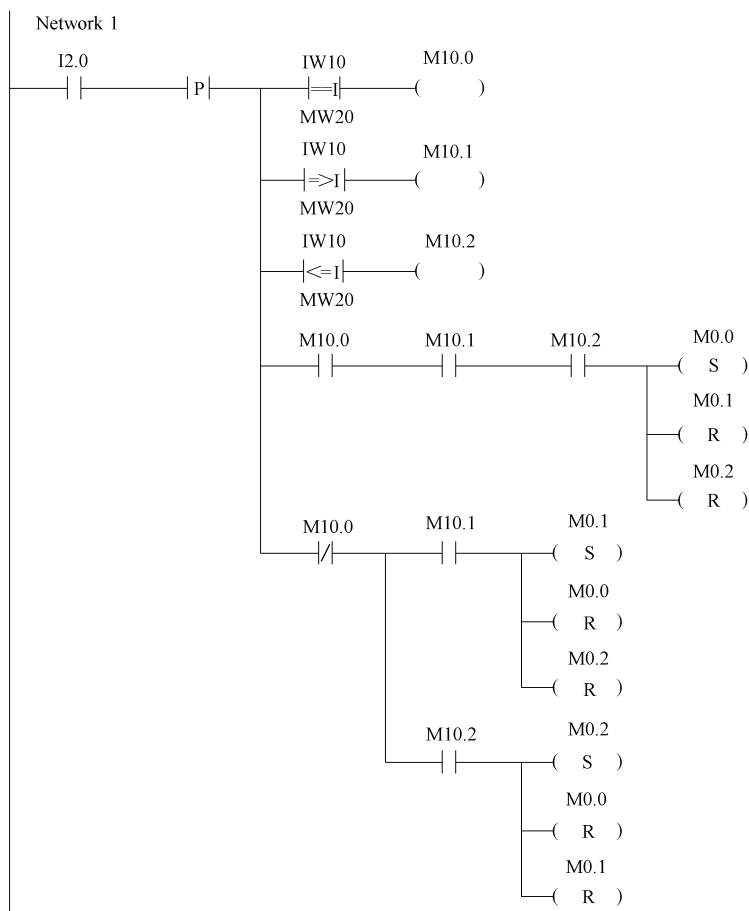 Network 1
I2.0
P
IW10
==I
MW20
M10.0
( )
IW10
=>I
MW20
M10.1
( )
IW10
<=I
MW20
M10.2
( )
M10.0
M10.1
M10.2
M0.0
( S )
M0.1
( R )
M0.2
( R )
M10.0
/
M10.1
M0.1
( S )
M0.0
( R )
M0.2
( R )
M10.2
M0.2
( S )
M0.0
( R )
M0.1
( R )